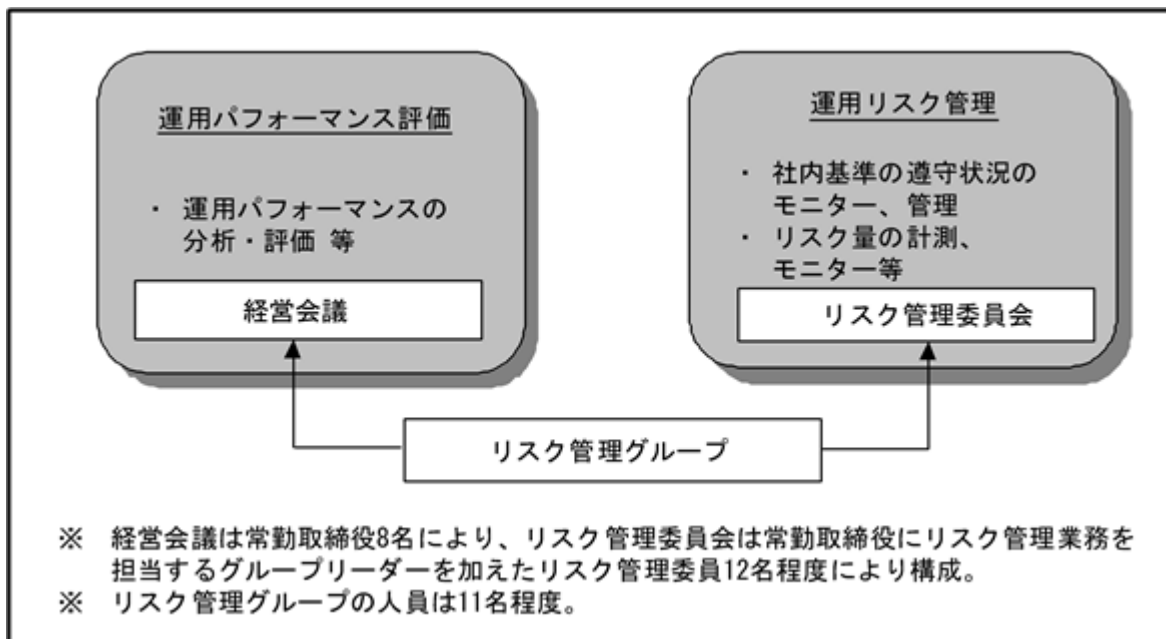 運用パフォーマンス評価
・ 運用パフォーマンスの
分析・評価 等
経営会議
運用リスク管理
・ 社内基準の遵守状況の
モニター、管理
・ リスク量の計測、
モニター等
リスク管理委員会
リスク管理グループ
※ 経営会議は常勤取締役8名により、リスク管理委員会は常勤取締役にリスク管理業務を
担当するグループリーダーを加えたリスク管理委員12名程度により構成。
※ リスク管理グループの人員は11名程度。